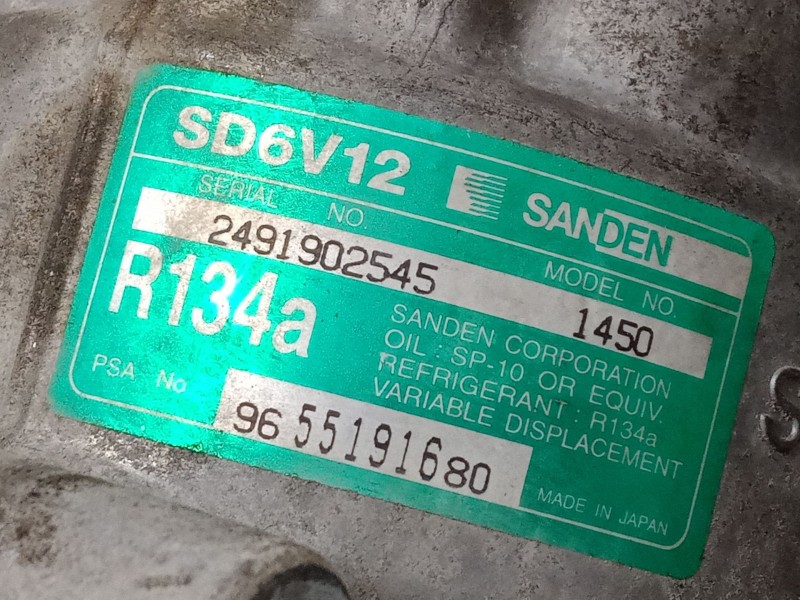 SD6V12 SANDEN
SERIAL NO. MODEL NO.
2491902545 1450
R134a
SANDEN CORPORATION
OIL : SP-10 OR EQUIV.
REFRIGERANT : R134a
VARIABLE DISPLACEMENT
PSA No
96 55191680
MADE IN JAPAN
S